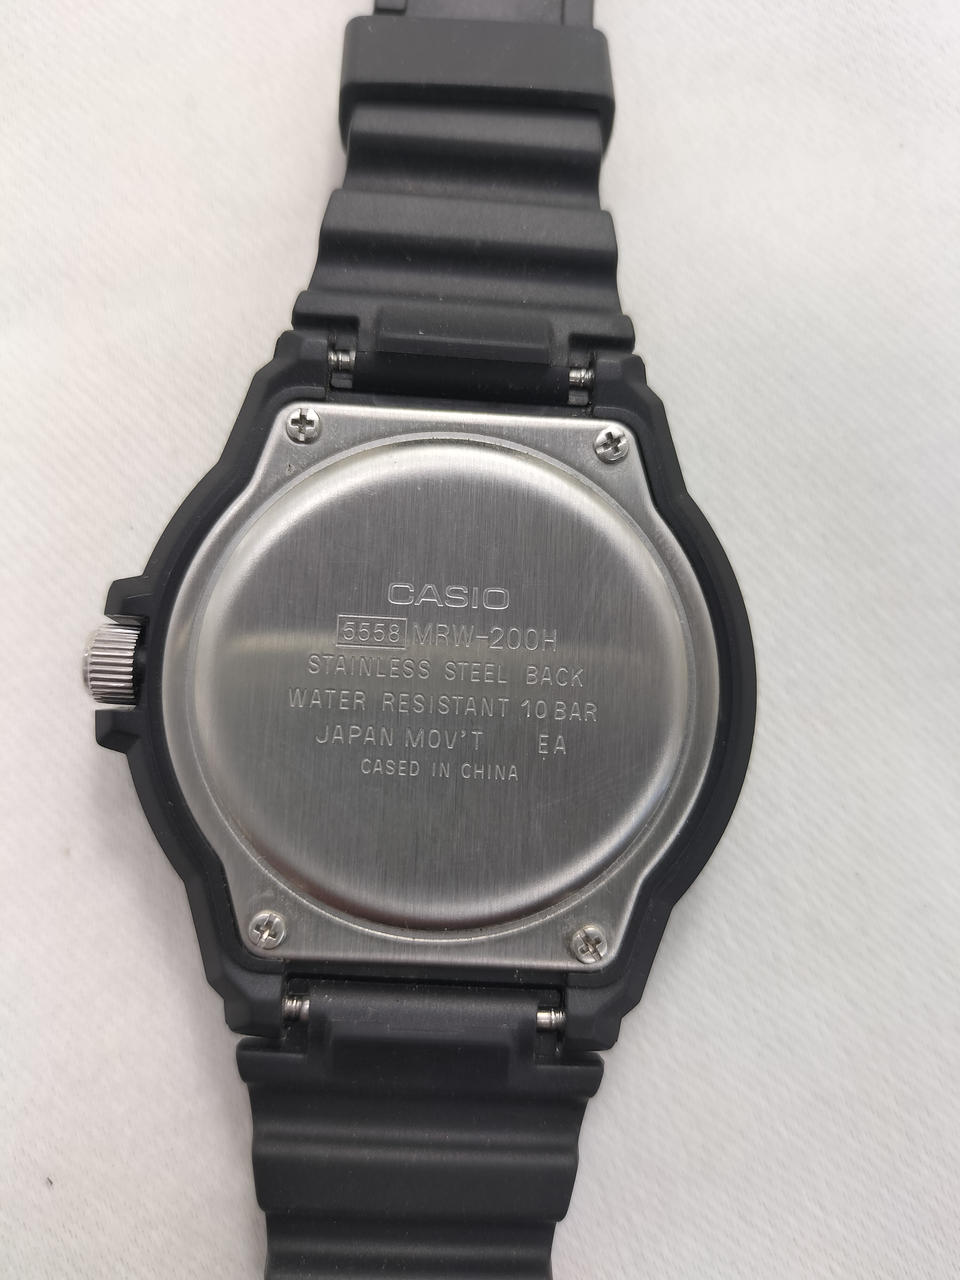 CASIO
5558 MRW-200H
STAINLESS STEEL BACK
WATER RESISTANT 10 BAR
JAPAN MOV'T EA
CASED IN CHINA